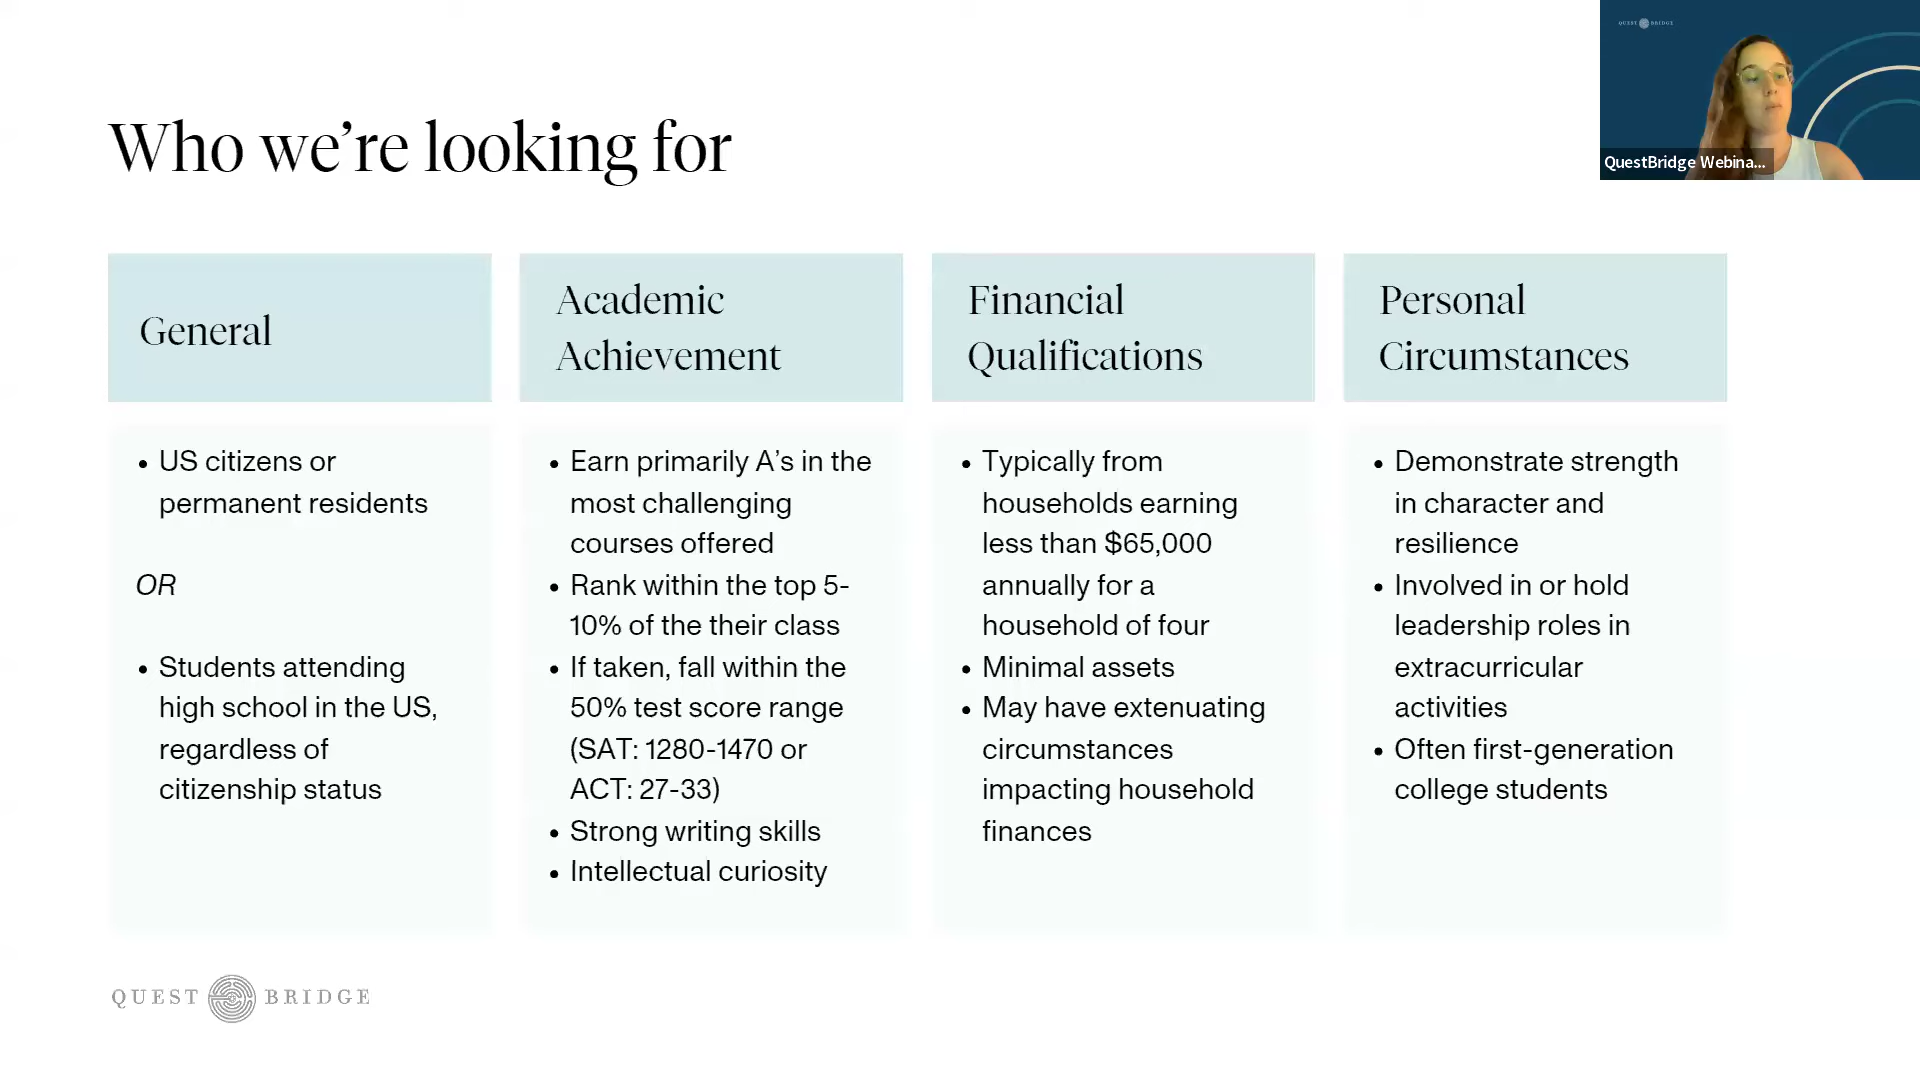 QUEST BRIDGE
QuestBridge Webina...
Who we’re looking for
General
• US citizens or
permanent residents
OR
• Students attending
high school in the US,
regardless of
citizenship status
Academic
Achievement
• Earn primarily A’s in the
most challenging
courses offered
• Rank within the top 5-
10% of the their class
• If taken, fall within the
50% test score range
(SAT: 1280-1470 or
ACT: 27-33)
• Strong writing skills
• Intellectual curiosity
Financial
Qualifications
• Typically from
households earning
less than $65,000
annually for a
household of four
• Minimal assets
• May have extenuating
circumstances
impacting household
finances
Personal
Circumstances
• Demonstrate strength
in character and
resilience
• Involved in or hold
leadership roles in
extracurricular
activities
• Often first-generation
college students
QUEST BRIDGE